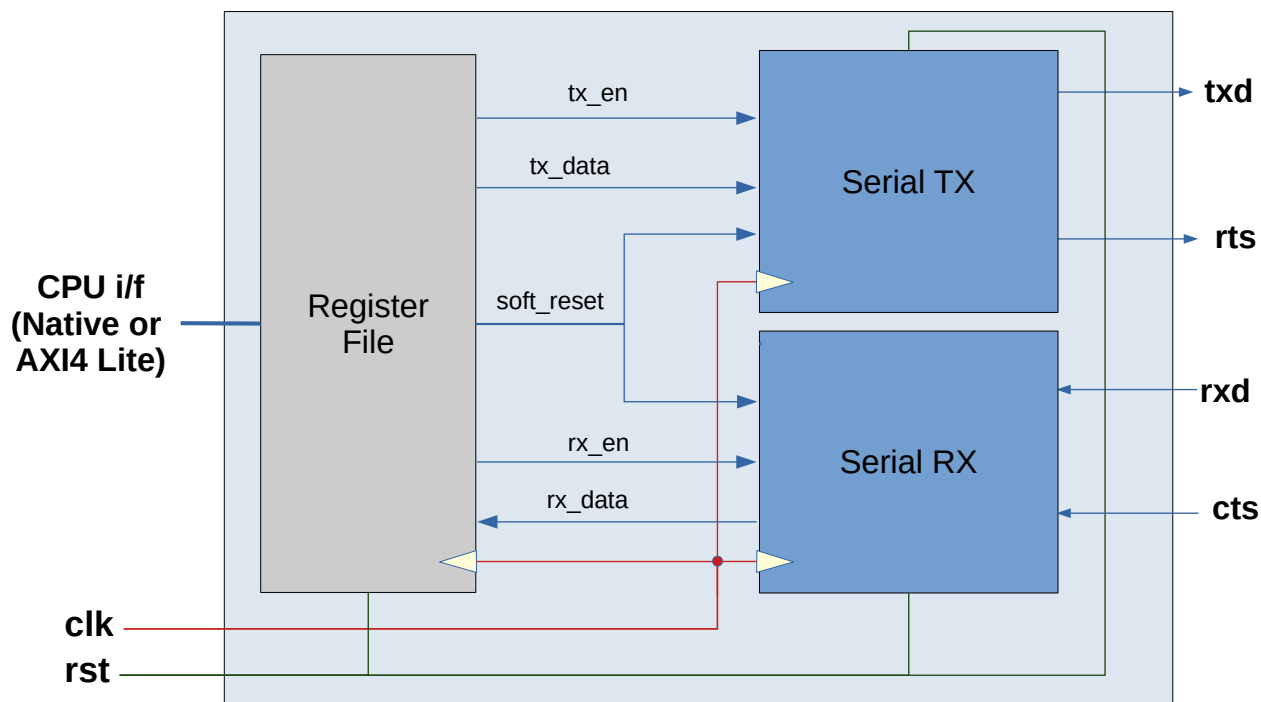 tx_en
txd
tx_data
Serial TX
rts
CPU i/f
(Native or
AXI4 Lite)
Register
File
soft_reset
rxd
rx_en
Serial RX
rx_data
cts
clk
rst